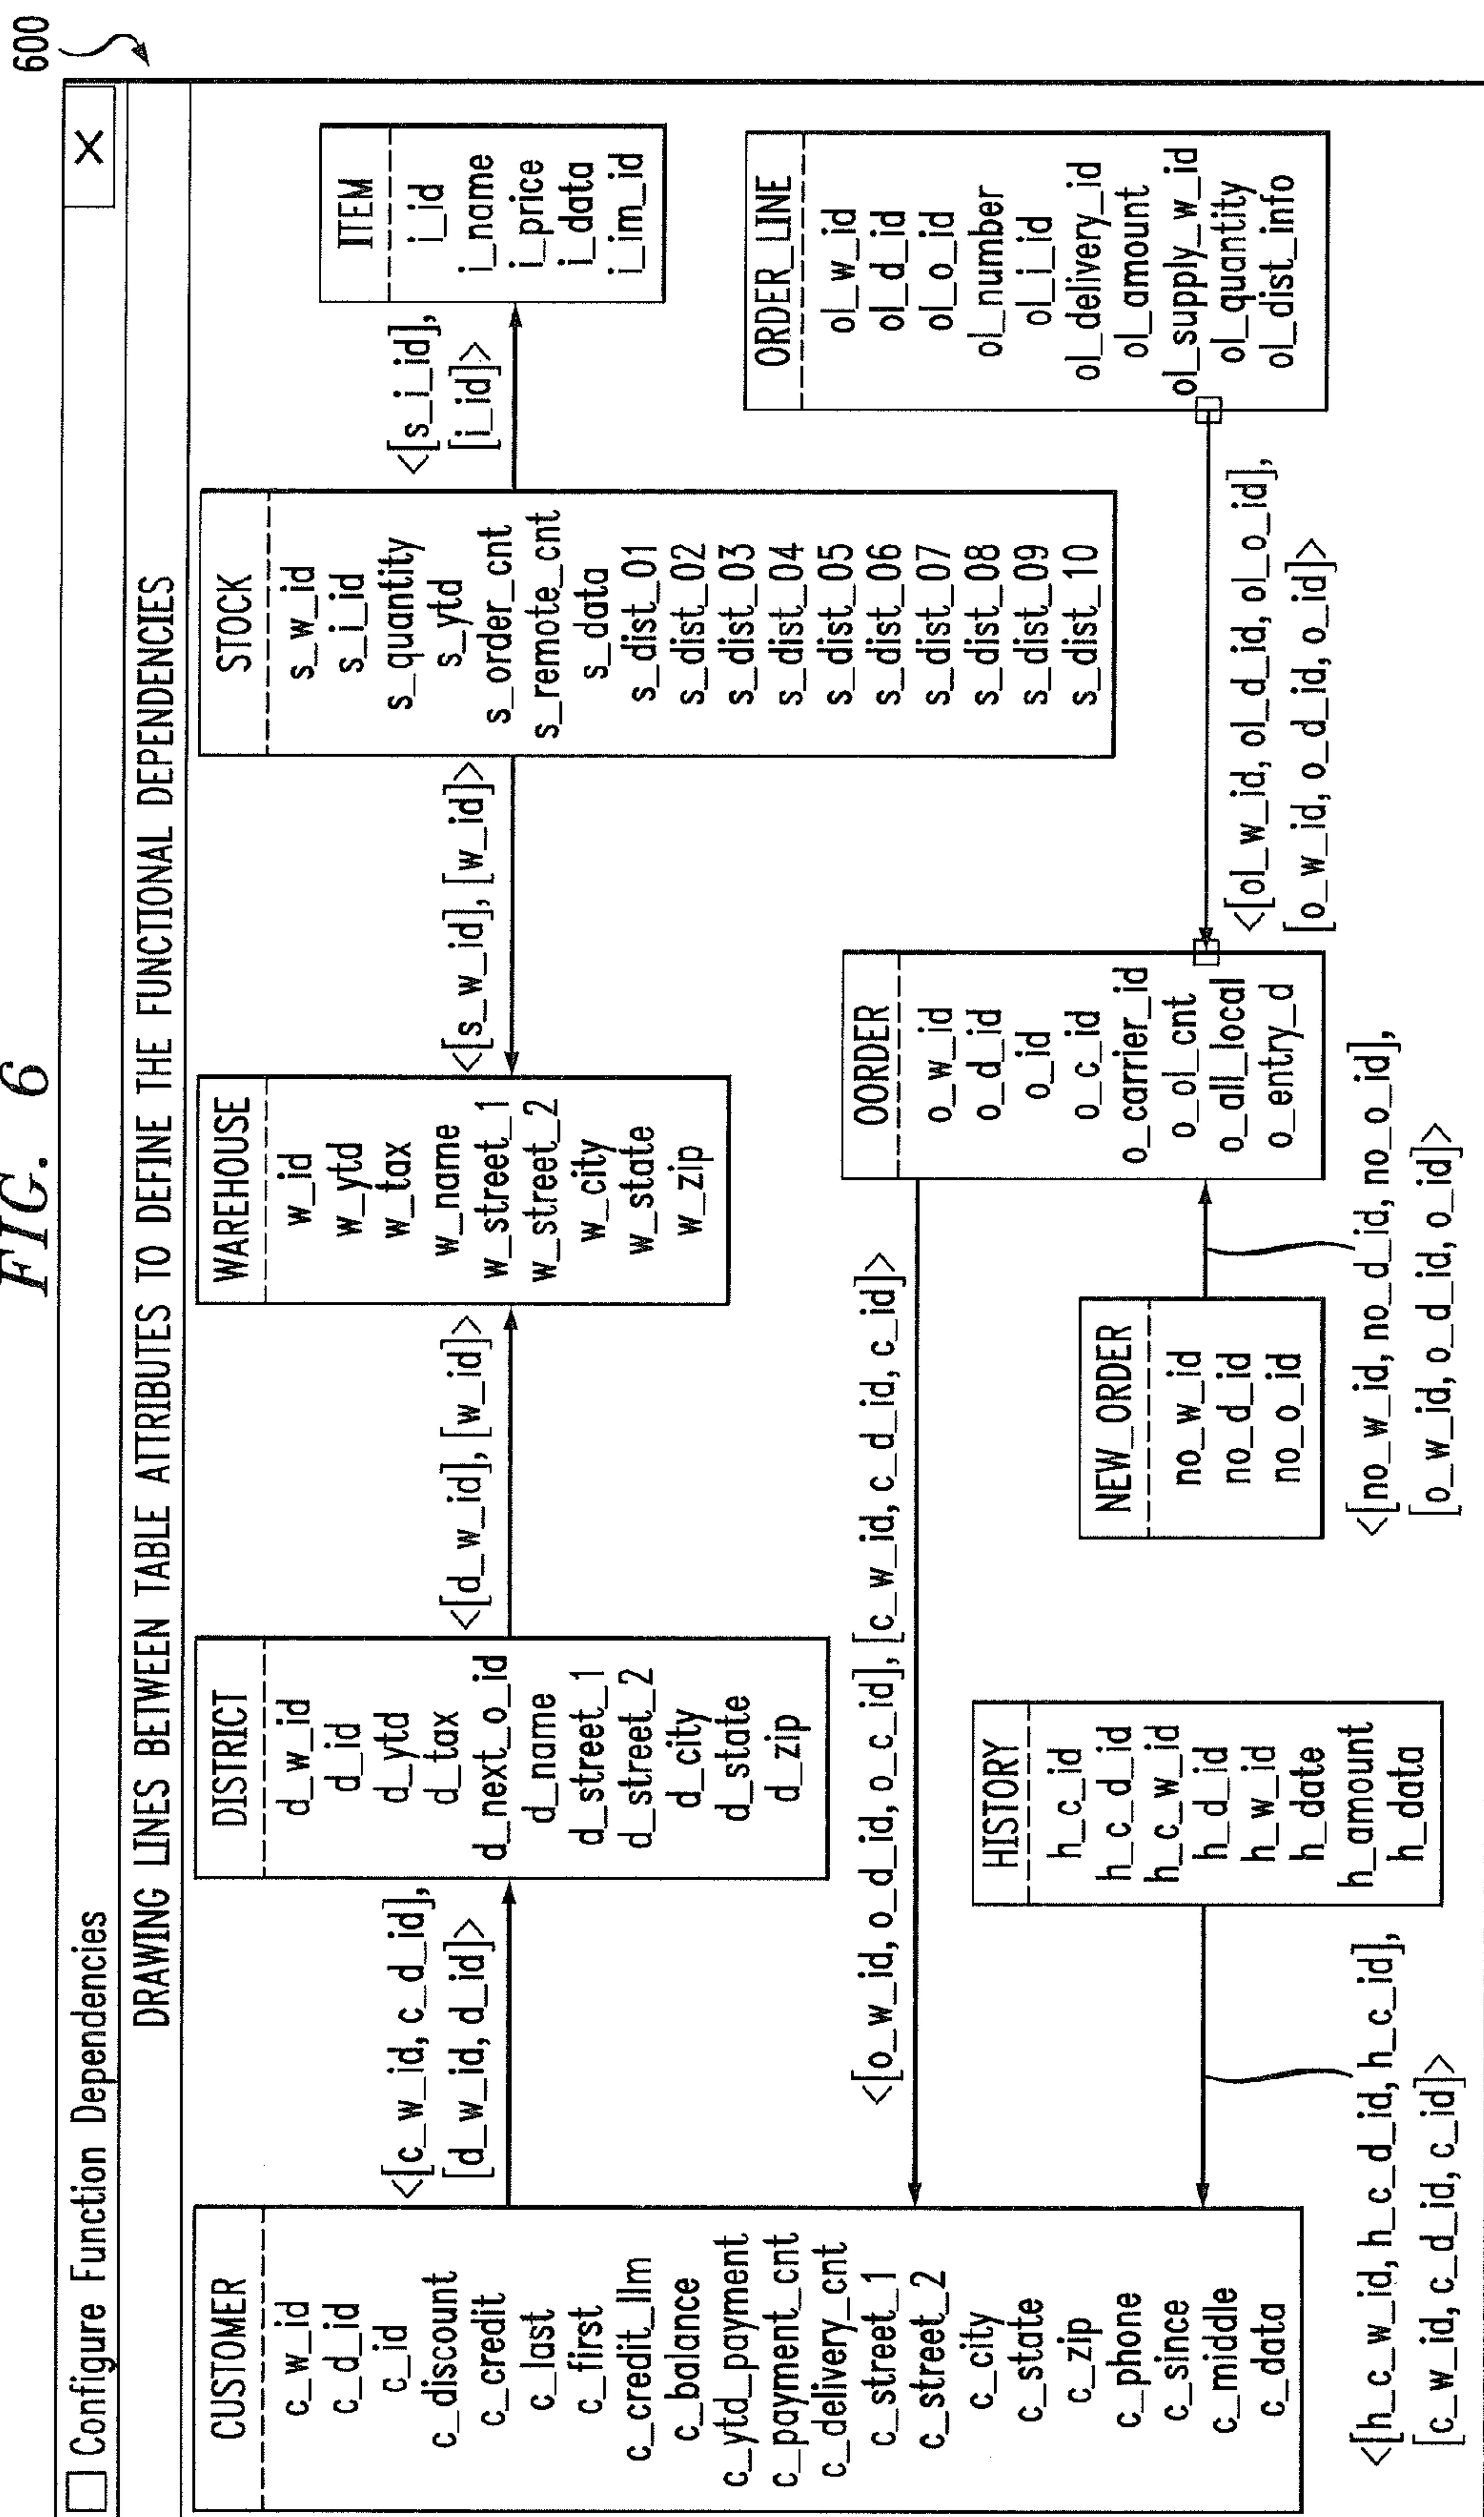 FIG. 6
600
Configure Function Dependencies
X
DRAWING LINES BETWEEN TABLE ATTRIBUTES TO DEFINE THE FUNCTIONAL DEPENDENCIES
CUSTOMER
c_w_id
c_d_id
c_id
c_discount
c_credit
c_last
c_first
c_credit_llm
c_balance
c_ytd_payment
c_payment_cnt
c_delivery_cnt
c_street_1
c_street_2
c_city
c_state
c_zip
c_phone
c_since
c_middle
c_data
<[c_w_id, c_d_id],
[d_w_id, d_id]>
DISTRICT
d_w_id
d_id
d_ytd
d_tax
d_next_o_id
d_name
d_street_1
d_street_2
d_city
d_state
d_zip
<[d_w_id], [w_id]>
WAREHOUSE
w_id
w_ytd
w_tax
w_name
w_street_1
w_street_2
w_city
w_state
w_zip
<[s_w_id], [w_id]>
STOCK
s_w_id
s_i_id
s_quantity
s_ytd
s_order_cnt
s_remote_cnt
s_data
s_dist_01
s_dist_02
s_dist_03
s_dist_04
s_dist_05
s_dist_06
s_dist_07
s_dist_08
s_dist_09
s_dist_10
<[s_i_id],
[i_id]>
ITEM
i_id
i_name
i_price
i_data
i_im_id
<[o_w_id, o_d_id, o_c_id], [c_w_id, c_d_id, c_id]>
HISTORY
h_c_id
h_c_d_id
h_c_w_id
h_d_id
h_w_id
h_date
h_amount
h_data
<[h_c_w_id, h_c_d_id, h_c_id],
[c_w_id, c_d_id, c_id]>
NEW_ORDER
no_w_id
no_d_id
no_o_id
<[no_w_id, no_d_id, no_o_id],
[o_w_id, o_d_id, o_id]>
OORDER
o_w_id
o_d_id
o_id
o_c_id
o_carrier_id
o_ol_cnt
o_all_local
o_entry_d
<[ol_w_id, ol_d_id, ol_o_id],
[o_w_id, o_d_id, o_id]>
ORDER_LINE
ol_w_id
ol_d_id
ol_o_id
ol_number
ol_i_id
ol_delivery_id
ol_amount
ol_supply_w_id
ol_quantity
ol_dist_info